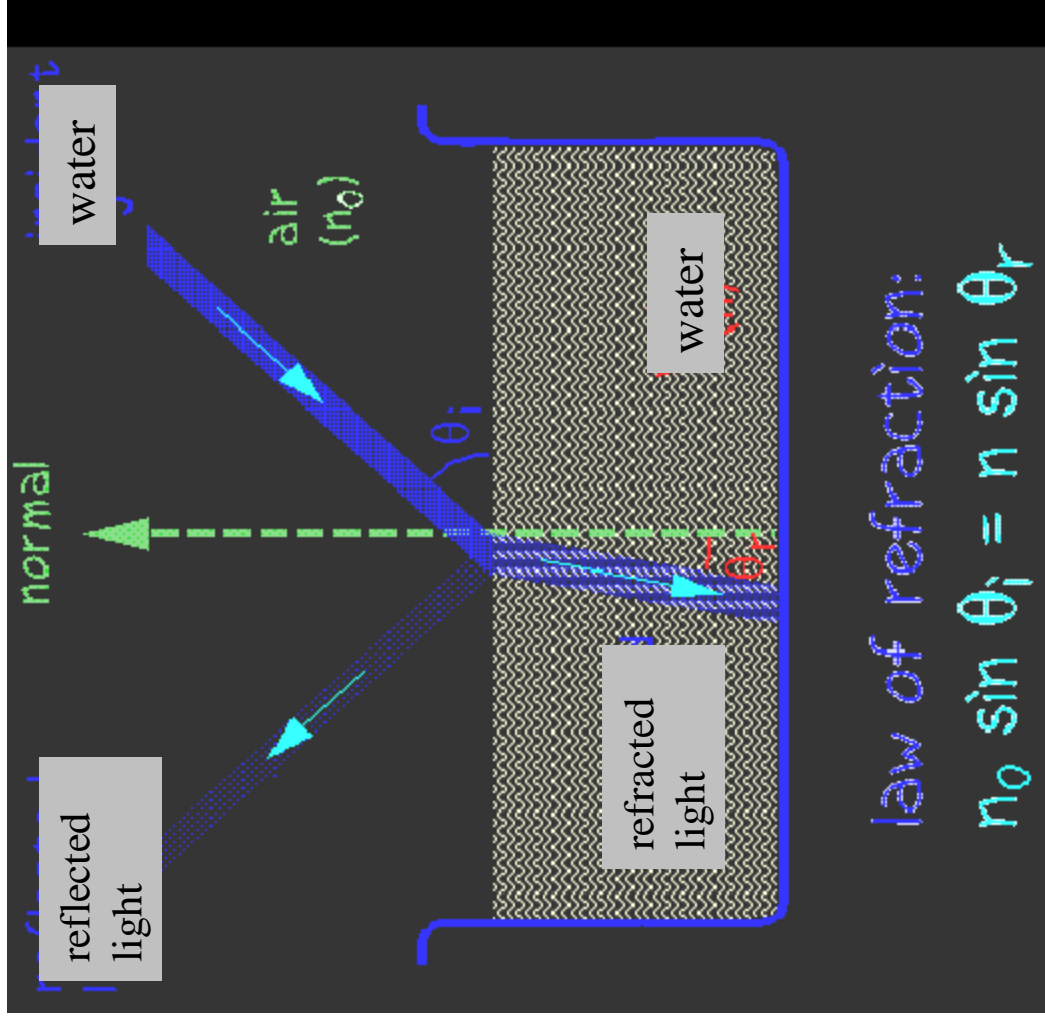 reflected
light
normal
water
air
(n₀)
θᵢ
refracted
light
water
θᵣ
law of refraction:
n₀ sin θᵢ = n sin θᵣ